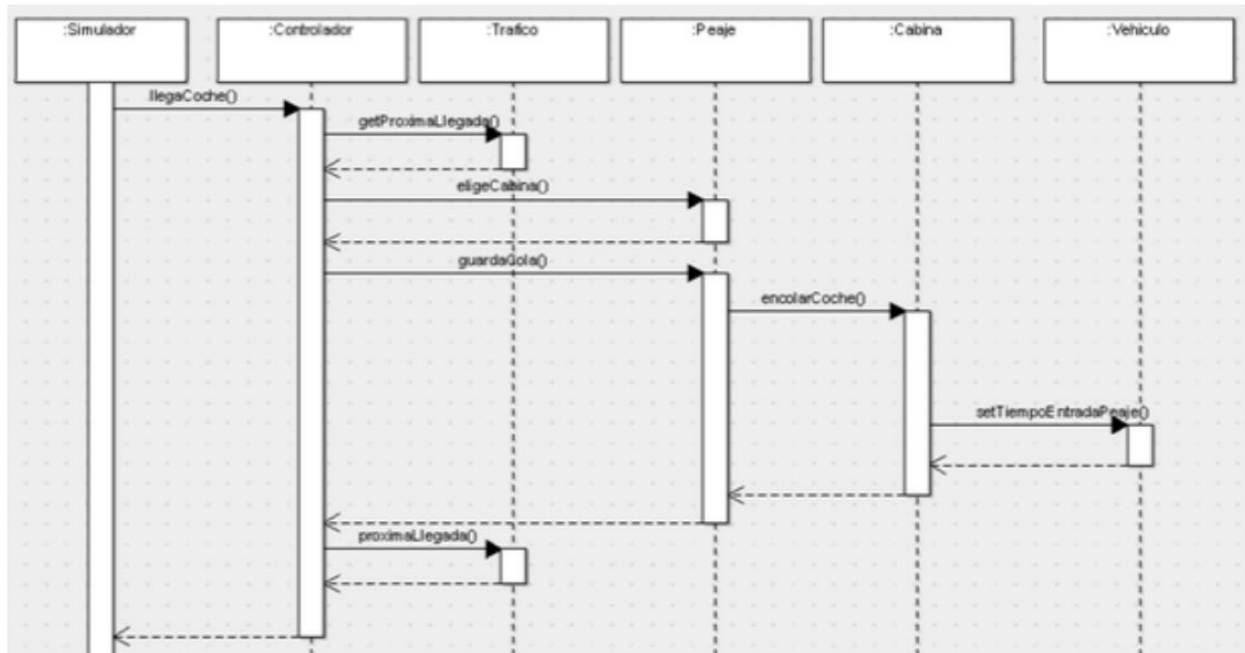 :Simulador
:Controlador
:Trafico
:Peaje
:Cabina
:Vehiculo
llegaCoche()
getProximaLlegada()
eligeCabina()
guardaCola()
encolarCoche()
setTiempoEntradaPeaje()
proximaLlegada()